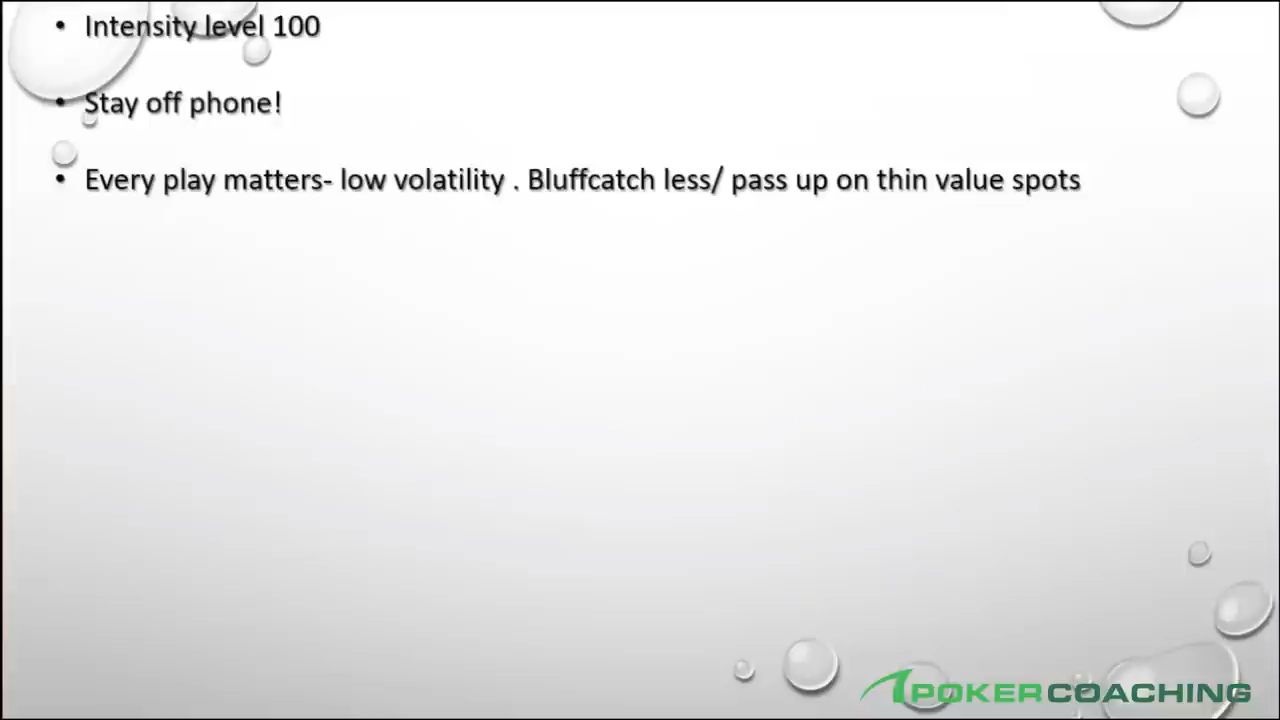 • Intensity level 100
• Stay off phone!
• Every play matters- low volatility . Bluffcatch less/ pass up on thin value spots
POKERCOACHING